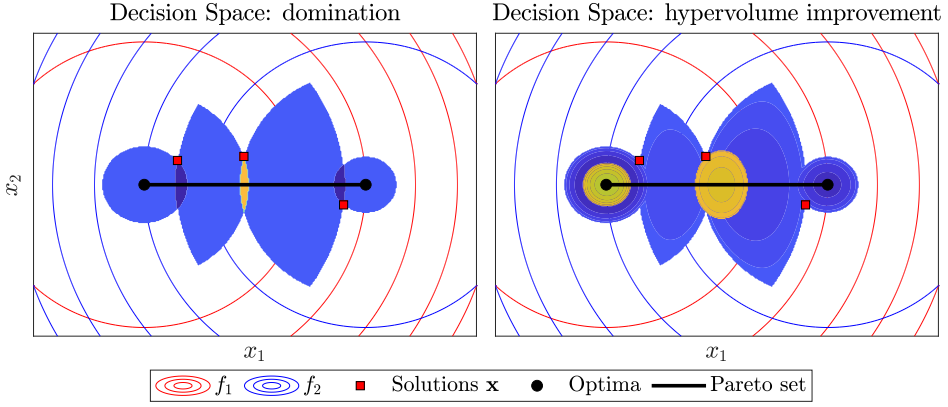 Decision Space: domination
Decision Space: hypervolume improvement
x₂
x₁
x₁
f₁ f₂ Solutions x Optima Pareto set